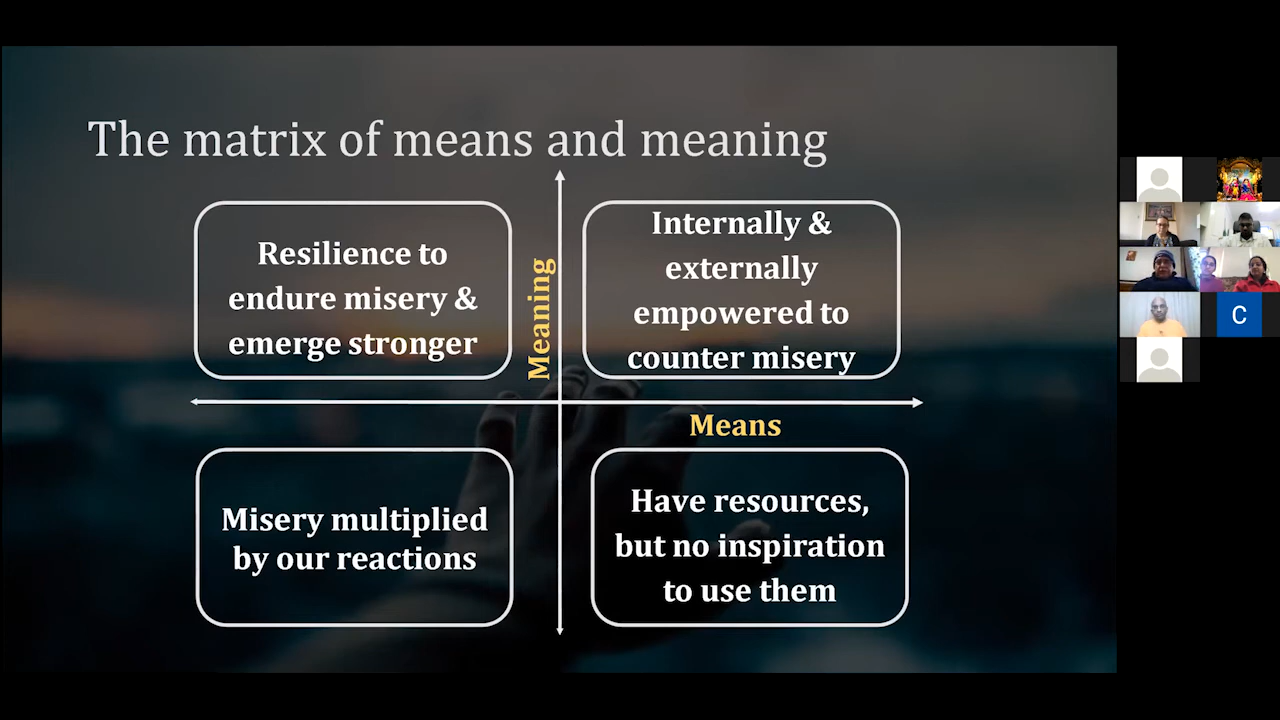 The matrix of means and meaning
Resilience to
endure misery &
emerge stronger
Meaning
Internally &
externally
empowered to
counter misery
Means
Misery multiplied
by our reactions
Have resources,
but no inspiration
to use them
C